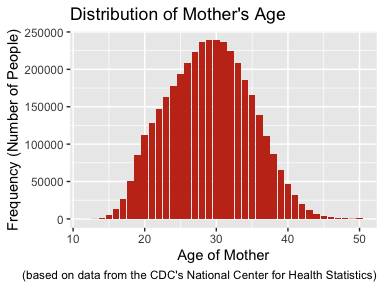 Distribution of Mother's Age
Frequency (Number of People)
250000
200000
150000
100000
50000
0
10
20
30
40
50
Age of Mother
(based on data from the CDC's National Center for Health Statistics)